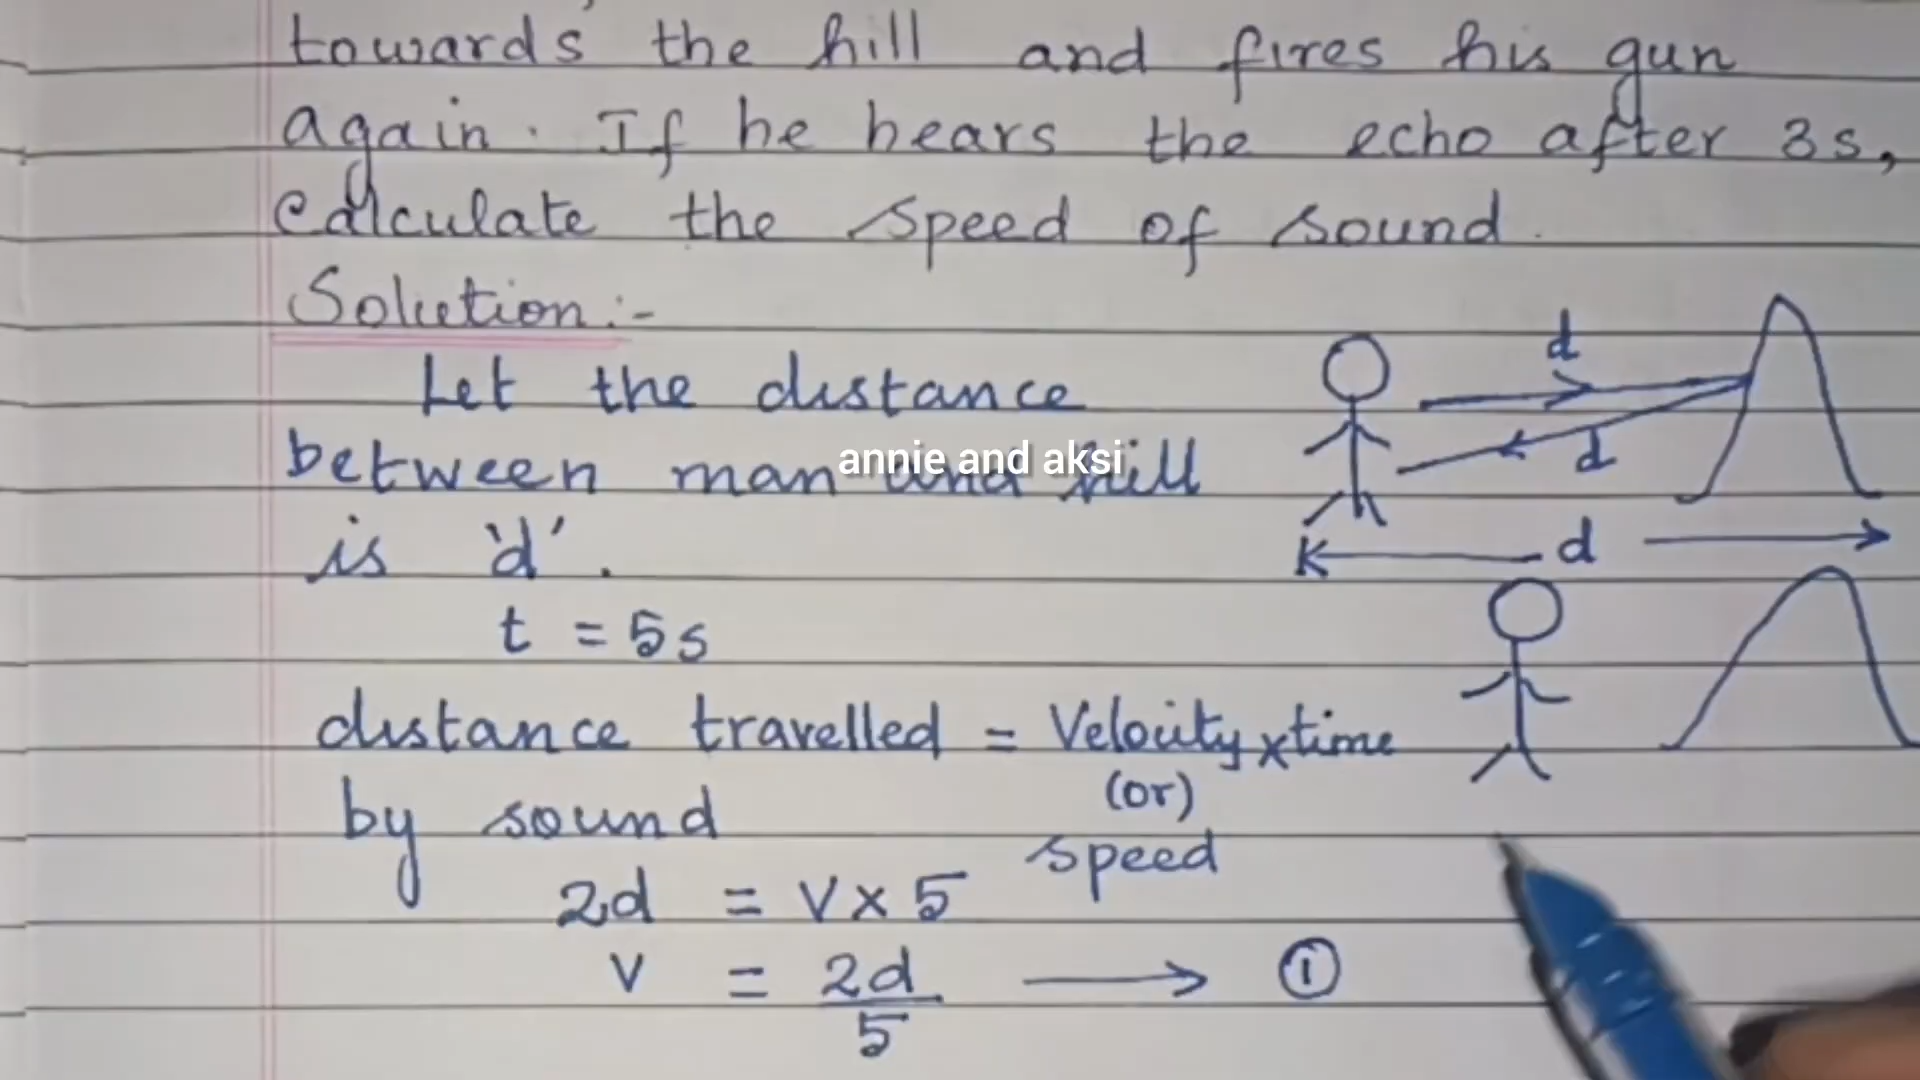 towards the hill and fires his gun
again. If he hears the echo after 3s,
calculate the speed of sound.
Solution:-
Let the distance
between man and hill
is 'd'.
t = 5s
distance travelled = Velocity x time
by sound
(or)
speed
2d = V x 5
V = 2d/5 → ①
d
d
d
annie and aksi